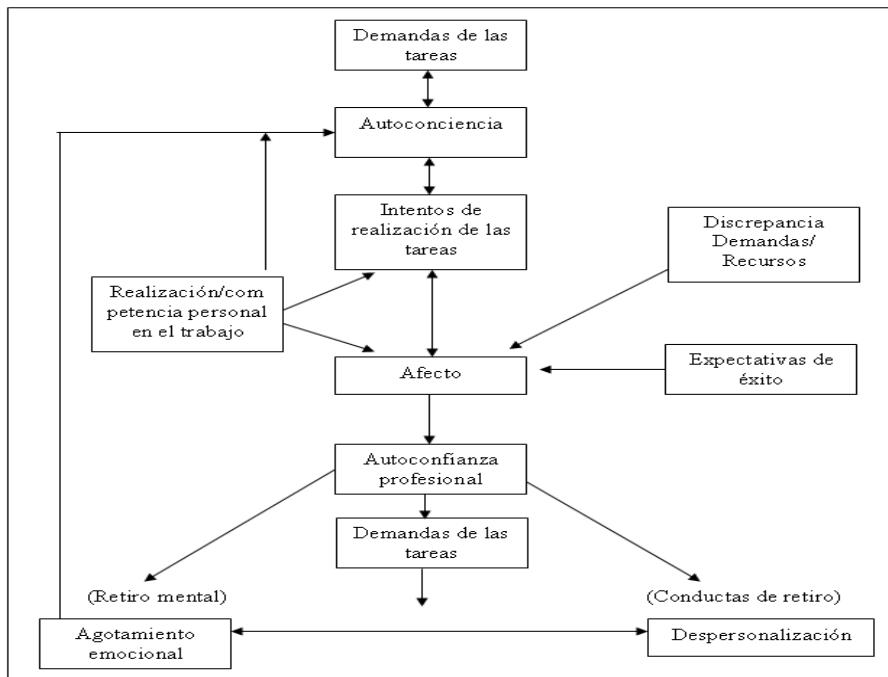 Demandas de las
tareas
Autoconciencia
Intentos de
realización de las
tareas
Discrepancia
Demandas/
Recursos
Realización/com
petencia personal
en el trabajo
Afecto
Expectativas de
éxito
Autoconfianza
profesional
Demandas de las
tareas
(Retiro mental)
(Conductas de retiro)
Agotamiento
emocional
Despersonalización